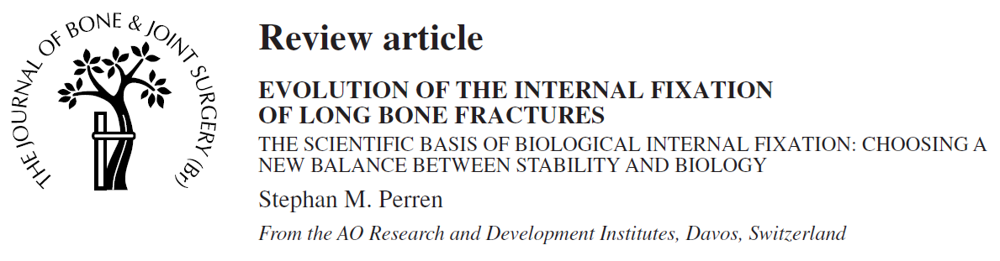 THE JOURNAL OF BONE & JOINT SURGERY (Br)
Review article
EVOLUTION OF THE INTERNAL FIXATION
OF LONG BONE FRACTURES
THE SCIENTIFIC BASIS OF BIOLOGICAL INTERNAL FIXATION: CHOOSING A
NEW BALANCE BETWEEN STABILITY AND BIOLOGY
Stephan M. Perren
From the AO Research and Development Institutes, Davos, Switzerland